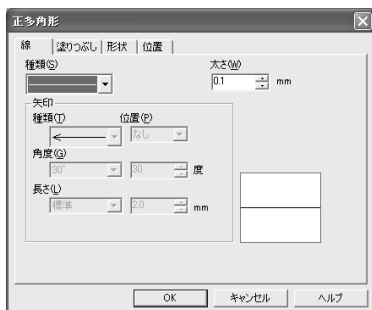 正多角形
線 塗りつぶし 形状 位置
種類(S) 太さ(W)
0.1 mm
矢印
種類(T) 位置(P)
なし
角度(G)
30° 30 度
長さ(L)
標準 2.0 mm
OK キャンセル ヘルプ